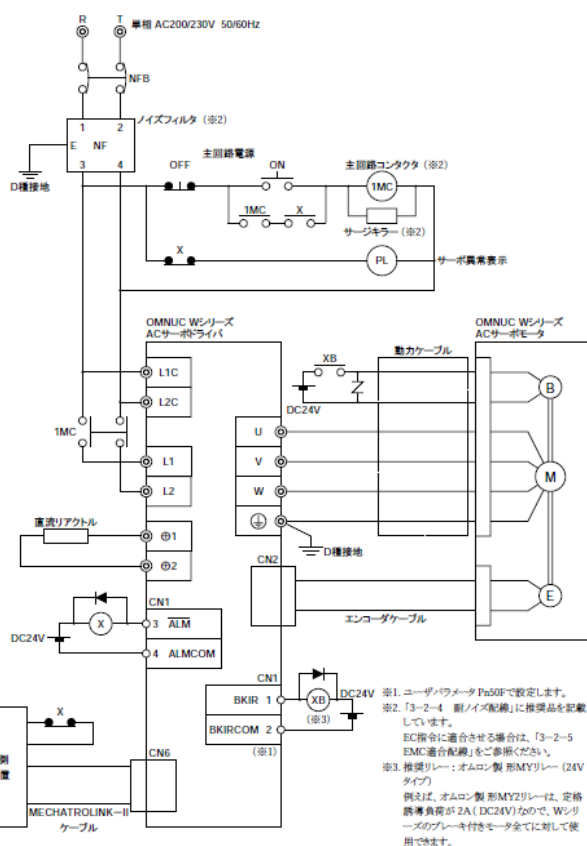 R T 単相 AC200/230V 50/60Hz
NFB
ノイズフィルタ (※2)
1 2
E NF
3 4
D種接地
主回路電源
OFF ON
主回路コンタクタ (※2)
1MC
1MC X
サージキラー (※2)
X
PL サーボ異常表示
OMNUC Wシリーズ
ACサーボドライバ
OMNUC Wシリーズ
ACサーボモータ
L1C
L2C
1MC
L1
L2
直流リアクトル
⊕1
⊕2
XB
動力ケーブル
DC24V
B
U
V
W
M
D種接地
CN2
E
エンコーダケーブル
CN1
X
3 ALM
DC24V
4 ALMCOM
CN1
BKIR 1
XB
DC24V
(※3)
BKIRCOM 2
(※1)
X
側
置
CN6
MECHATROLINK-II
ケーブル
※1. ユーザパラメータ Pn50Fで設定します。
※2. 「3-2-4 耐ノイズ配線」に推奨品を記載
しています。
EC指令に適合させる場合は、「3-2-5
EMC適合配線」をご参照ください。
※3. 推奨リレー：オムロン製 形MYリレー (24V
タイプ)
例えば、オムロン製 形MY2リレーは、定格
誘導負荷が 2A ( DC24V) なので、Wシリ
ーズのブレーキ付きモータ全てに対して使
用できます。